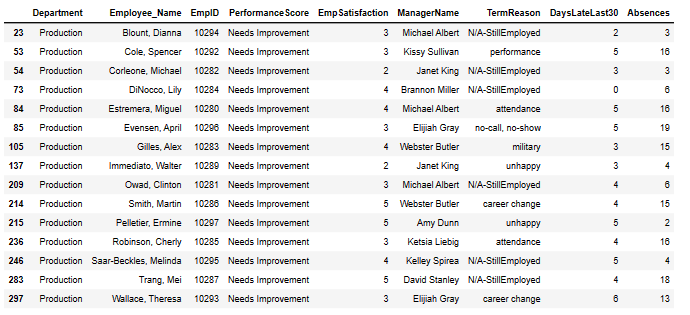 Department Employee_Name EmpID PerformanceScore EmpSatisfaction ManagerName TermReason DaysLateLast30 Absences
23 Production Blount, Dianna 10294 Needs Improvement 3 Michael Albert N/A-StillEmployed 2 3
53 Production Cole, Spencer 10292 Needs Improvement 3 Kissy Sullivan performance 5 16
54 Production Corleone, Michael 10282 Needs Improvement 2 Janet King N/A-StillEmployed 3 3
73 Production DiNocco, Lily 10284 Needs Improvement 4 Brannon Miller N/A-StillEmployed 0 6
84 Production Estremera, Miguel 10280 Needs Improvement 4 Michael Albert attendance 5 16
85 Production Evensen, April 10296 Needs Improvement 3 Elijiah Gray no-call, no-show 5 19
105 Production Gilles, Alex 10283 Needs Improvement 4 Webster Butler military 3 15
137 Production Immediato, Walter 10289 Needs Improvement 2 Janet King unhappy 3 4
209 Production Owad, Clinton 10281 Needs Improvement 3 Michael Albert N/A-StillEmployed 4 6
214 Production Smith, Martin 10286 Needs Improvement 5 Webster Butler career change 4 15
215 Production Pelletier, Ermine 10297 Needs Improvement 5 Amy Dunn unhappy 5 2
236 Production Robinson, Cherly 10285 Needs Improvement 3 Ketsia Liebig attendance 4 16
246 Production Saar-Beckles, Melinda 10295 Needs Improvement 4 Kelley Spirea N/A-StillEmployed 5 4
283 Production Trang, Mei 10287 Needs Improvement 5 David Stanley N/A-StillEmployed 4 18
297 Production Wallace, Theresa 10293 Needs Improvement 3 Elijiah Gray career change 6 13